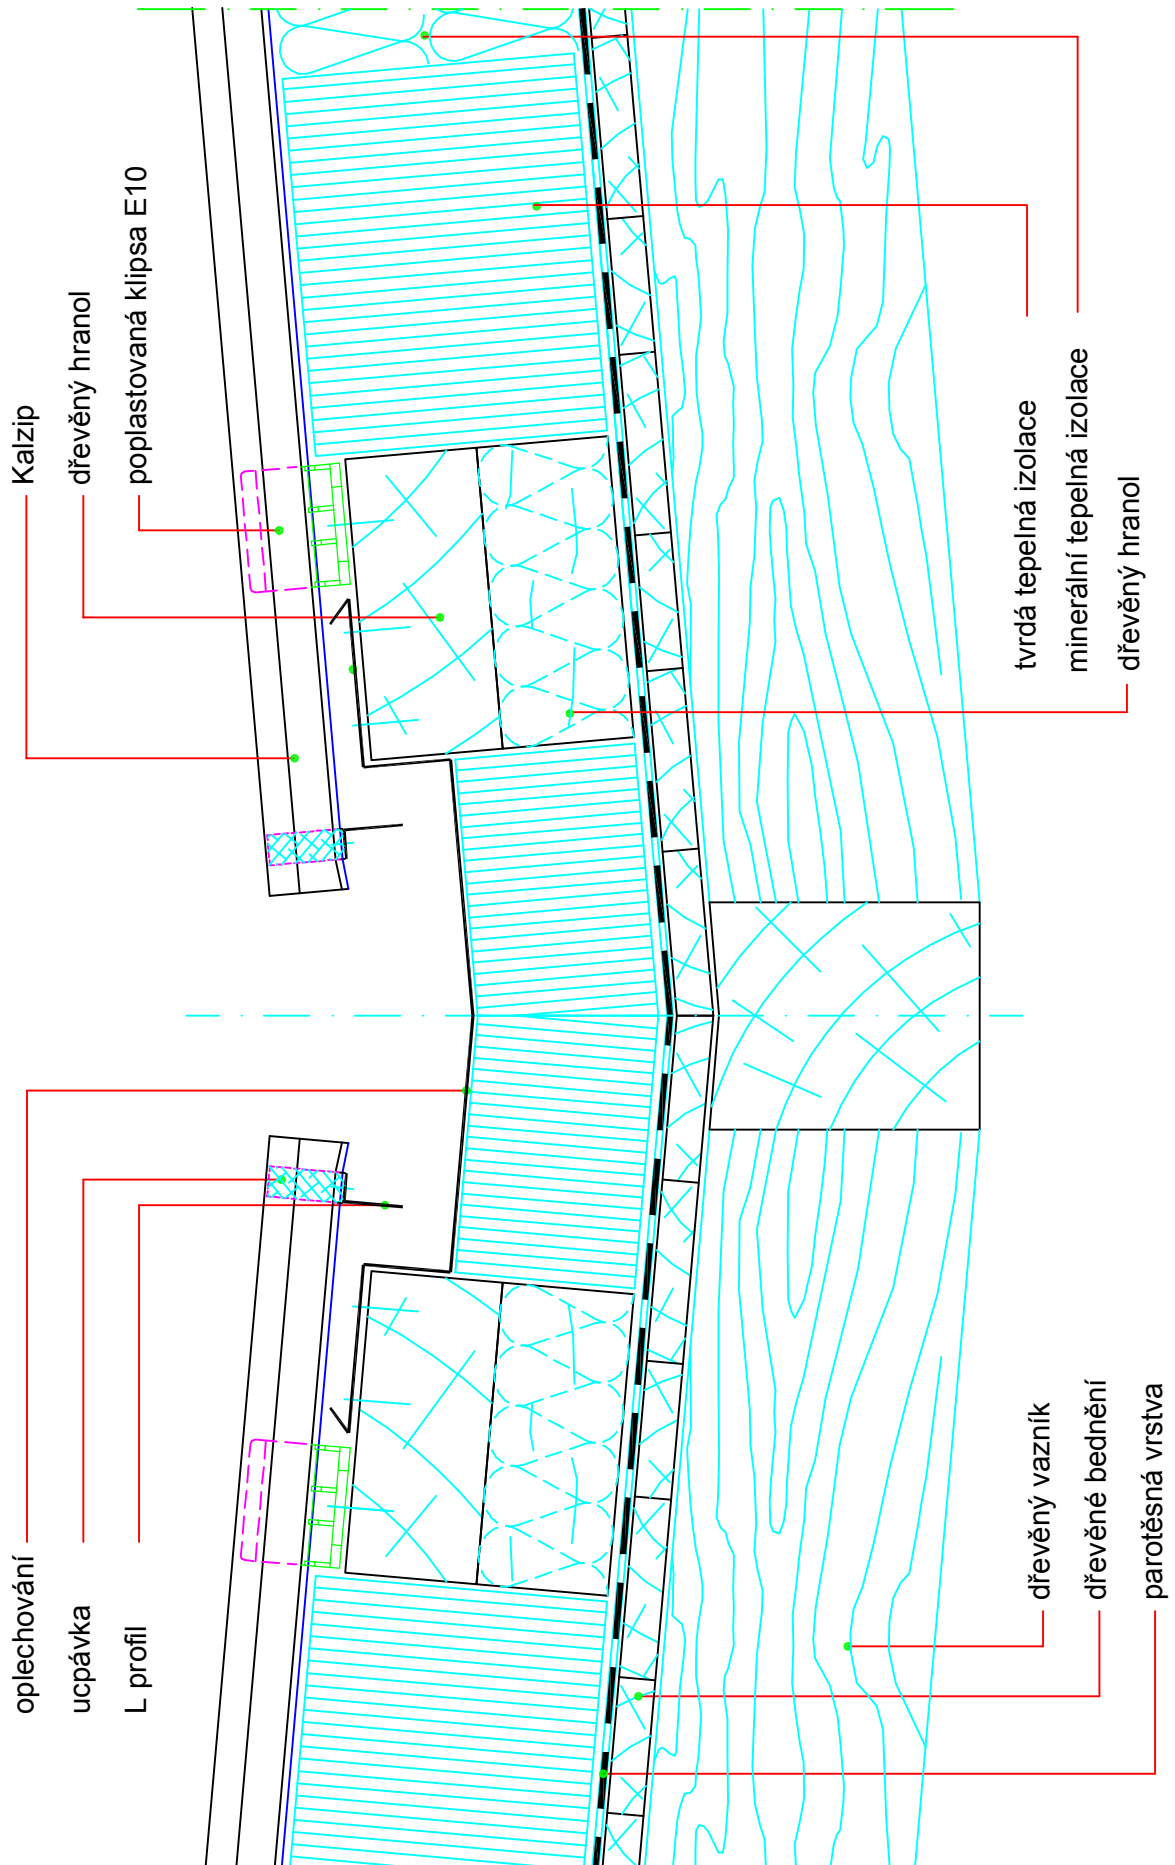 oplechování
ucpávka
L profil
Kalzip
dřevěný hranol
poplastovaná klipsa E10
dřevěný vazník
dřevěné bednění
parotěsná vrstva
tvrdá tepelná izolace
minerální tepelná izolace
dřevěný hranol